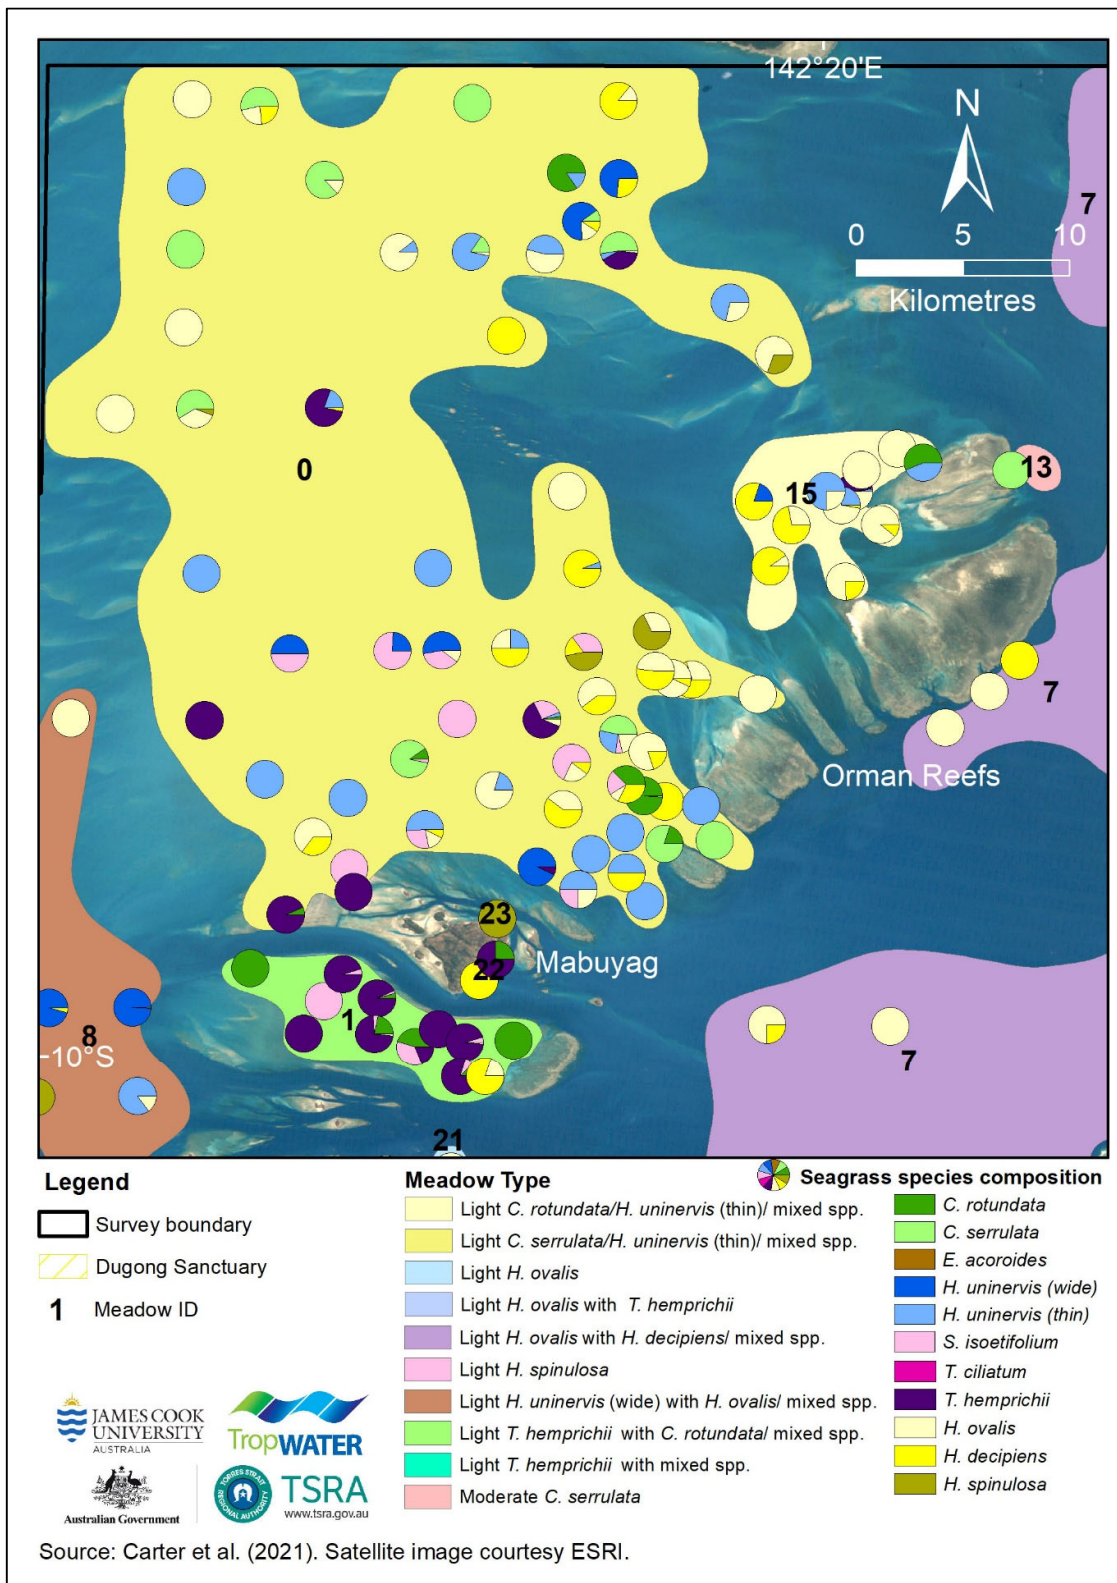 142°20'E
N
7
0 5 10
Kilometres
0
15
13
7
Orman Reefs
23
Mabuyag
22
1
8
7
-10°S
21
Legend
Survey boundary
Dugong Sanctuary
1 Meadow ID
Meadow Type
Light C. rotundata/H. uninervis (thin)/ mixed spp.
Light C. serrulata/H. uninervis (thin)/ mixed spp.
Light H. ovalis
Light H. ovalis with T. hemprichii
Light H. ovalis with H. decipiens/ mixed spp.
Light H. spinulosa
Light H. uninervis (wide) with H. ovalis/ mixed spp.
Light T. hemprichii with C. rotundata/ mixed spp.
Light T. hemprichii with mixed spp.
Moderate C. serrulata
Seagrass species composition
C. rotundata
C. serrulata
E. acoroides
H. uninervis (wide)
H. uninervis (thin)
S. isoetifolium
T. ciliatum
T. hemprichii
H. ovalis
H. decipiens
H. spinulosa
JAMES COOK
UNIVERSITY
AUSTRALIA
TropWATER
Australian Government
TORRES STRAIT
REGIONAL AUTHORITY
TSRA
www.tsra.gov.au
Source: Carter et al. (2021). Satellite image courtesy ESRI.